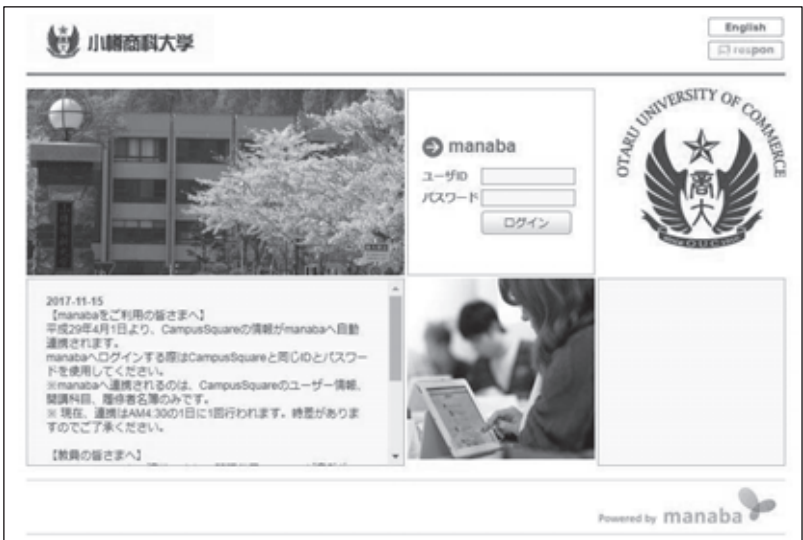 小樽商科大学
English
respon
manaba
ユーザID
パスワード
ログイン
OTARU UNIVERSITY OF COMMERCE
商大
O U C
2017-11-15
【manabaをご利用の皆さまへ】
平成29年4月1日より、CampusSquareの情報がmanabaへ自動
連携されます。
manabaへログインする際はCampusSquareと同じIDとパスワー
ドを使用してください。
※manabaへ連携されるのは、CampusSquareのユーザー情報、
開講科目、履修者名簿のみです。
※ 現在、連携はAM4:30の1日に1回行われます。時差がありま
すのでご了承ください。
【教員の皆さまへ】
Powered by manaba